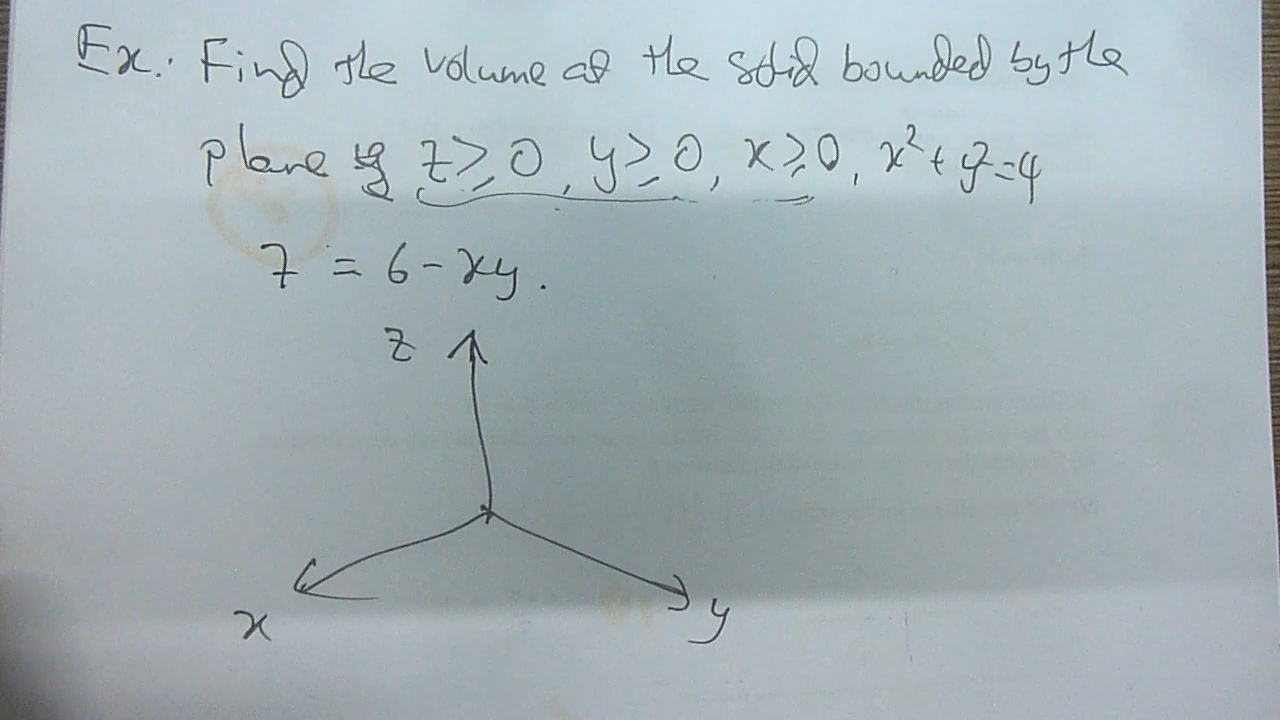 Ex.: Find the volume of the solid bounded by the
plane of z ≥ 0, y ≥ 0, x ≥ 0, x² + y² = 4
z = 6 - xy.
z
x
y